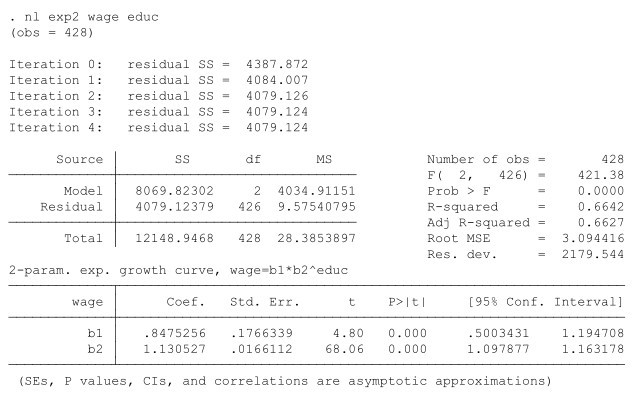 . nl exp2 wage educ
(obs = 428)
Iteration 0:  residual SS =  4387.872
Iteration 1:  residual SS =  4084.007
Iteration 2:  residual SS =  4079.126
Iteration 3:  residual SS =  4079.124
Iteration 4:  residual SS =  4079.124
Source SS df MS Number of obs = 428
F( 2, 426) = 421.38
Model 8069.82302 2 4034.91151 Prob > F = 0.0000
Residual 4079.12379 426 9.57540795 R-squared = 0.6642
Adj R-squared = 0.6627
Total 12148.9468 428 28.3853897 Root MSE = 3.094416
Res. dev. = 2179.544
2-param. exp. growth curve, wage=b1*b2^educ
wage Coef. Std. Err. t P>|t| [95% Conf. Interval]
b1 .8475256 .1766339 4.80 0.000 .5003431 1.194708
b2 1.130527 .0166112 68.06 0.000 1.097877 1.163178
(SEs, P values, CIs, and correlations are asymptotic approximations)